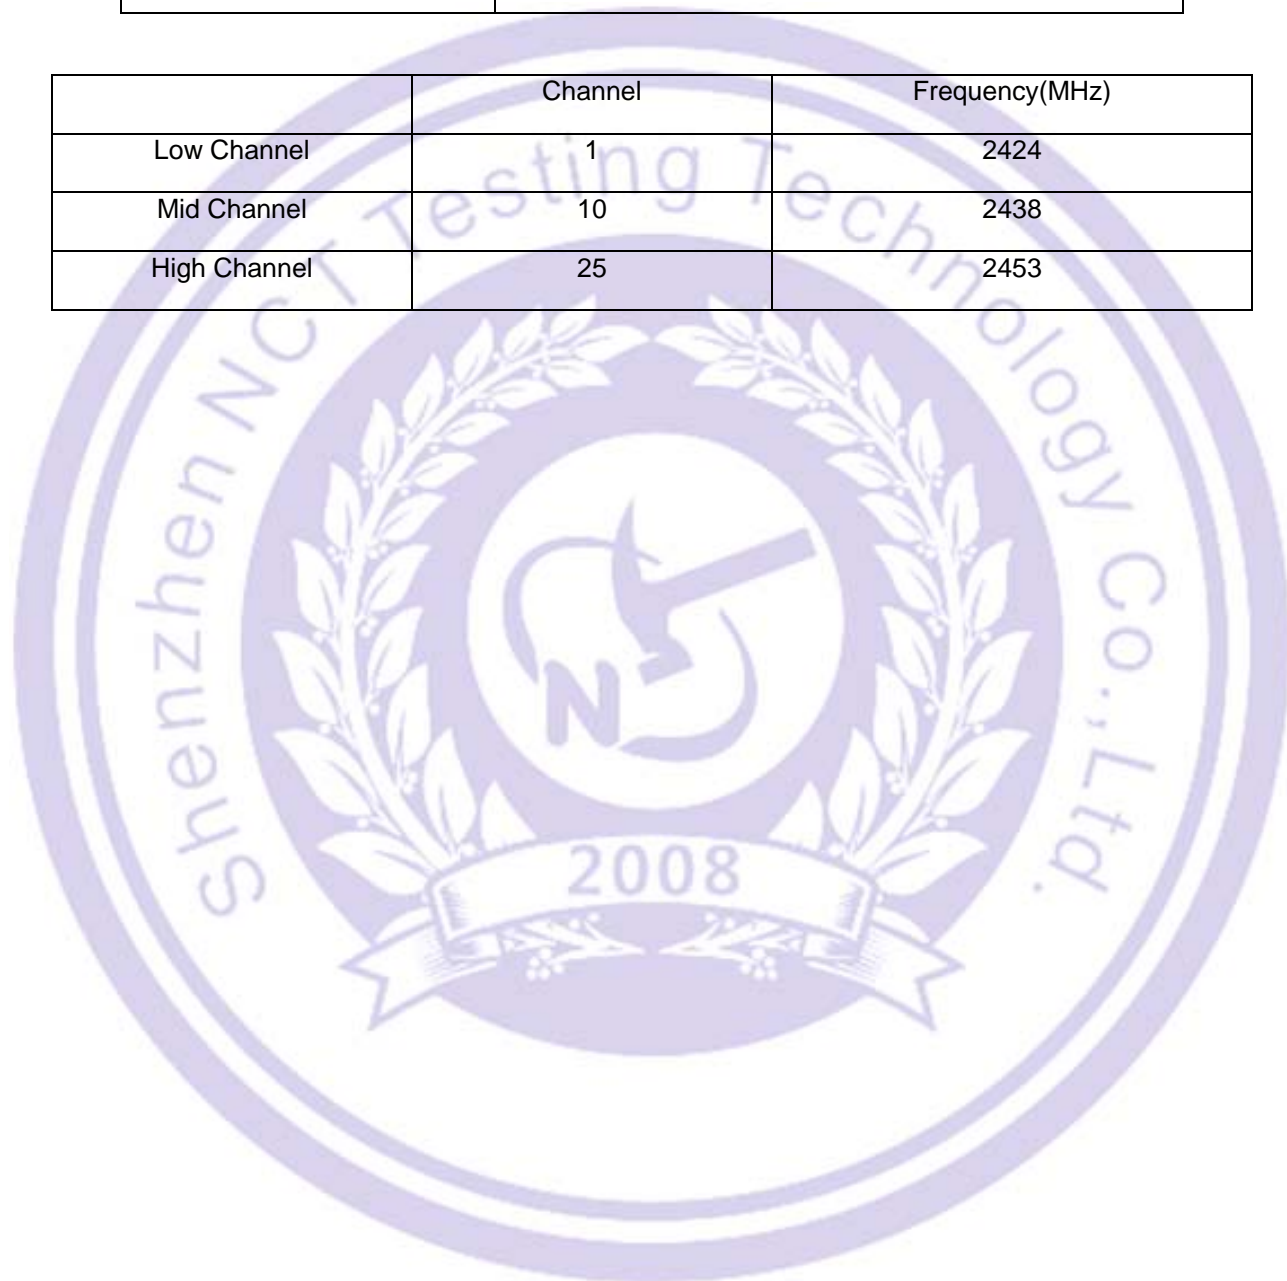 Channel Frequency(MHz)
Low Channel 1 2424
Mid Channel 10 2438
High Channel 25 2453
Shenzhen NCT Testing Technology Co.,Ltd.
N
2008